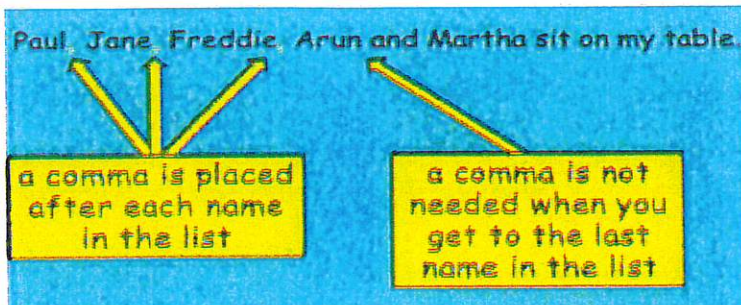 Paul, Jane, Freddie, Arun and Martha sit on my table.
a comma is placed
after each name
in the list
a comma is not
needed when you
get to the last
name in the list